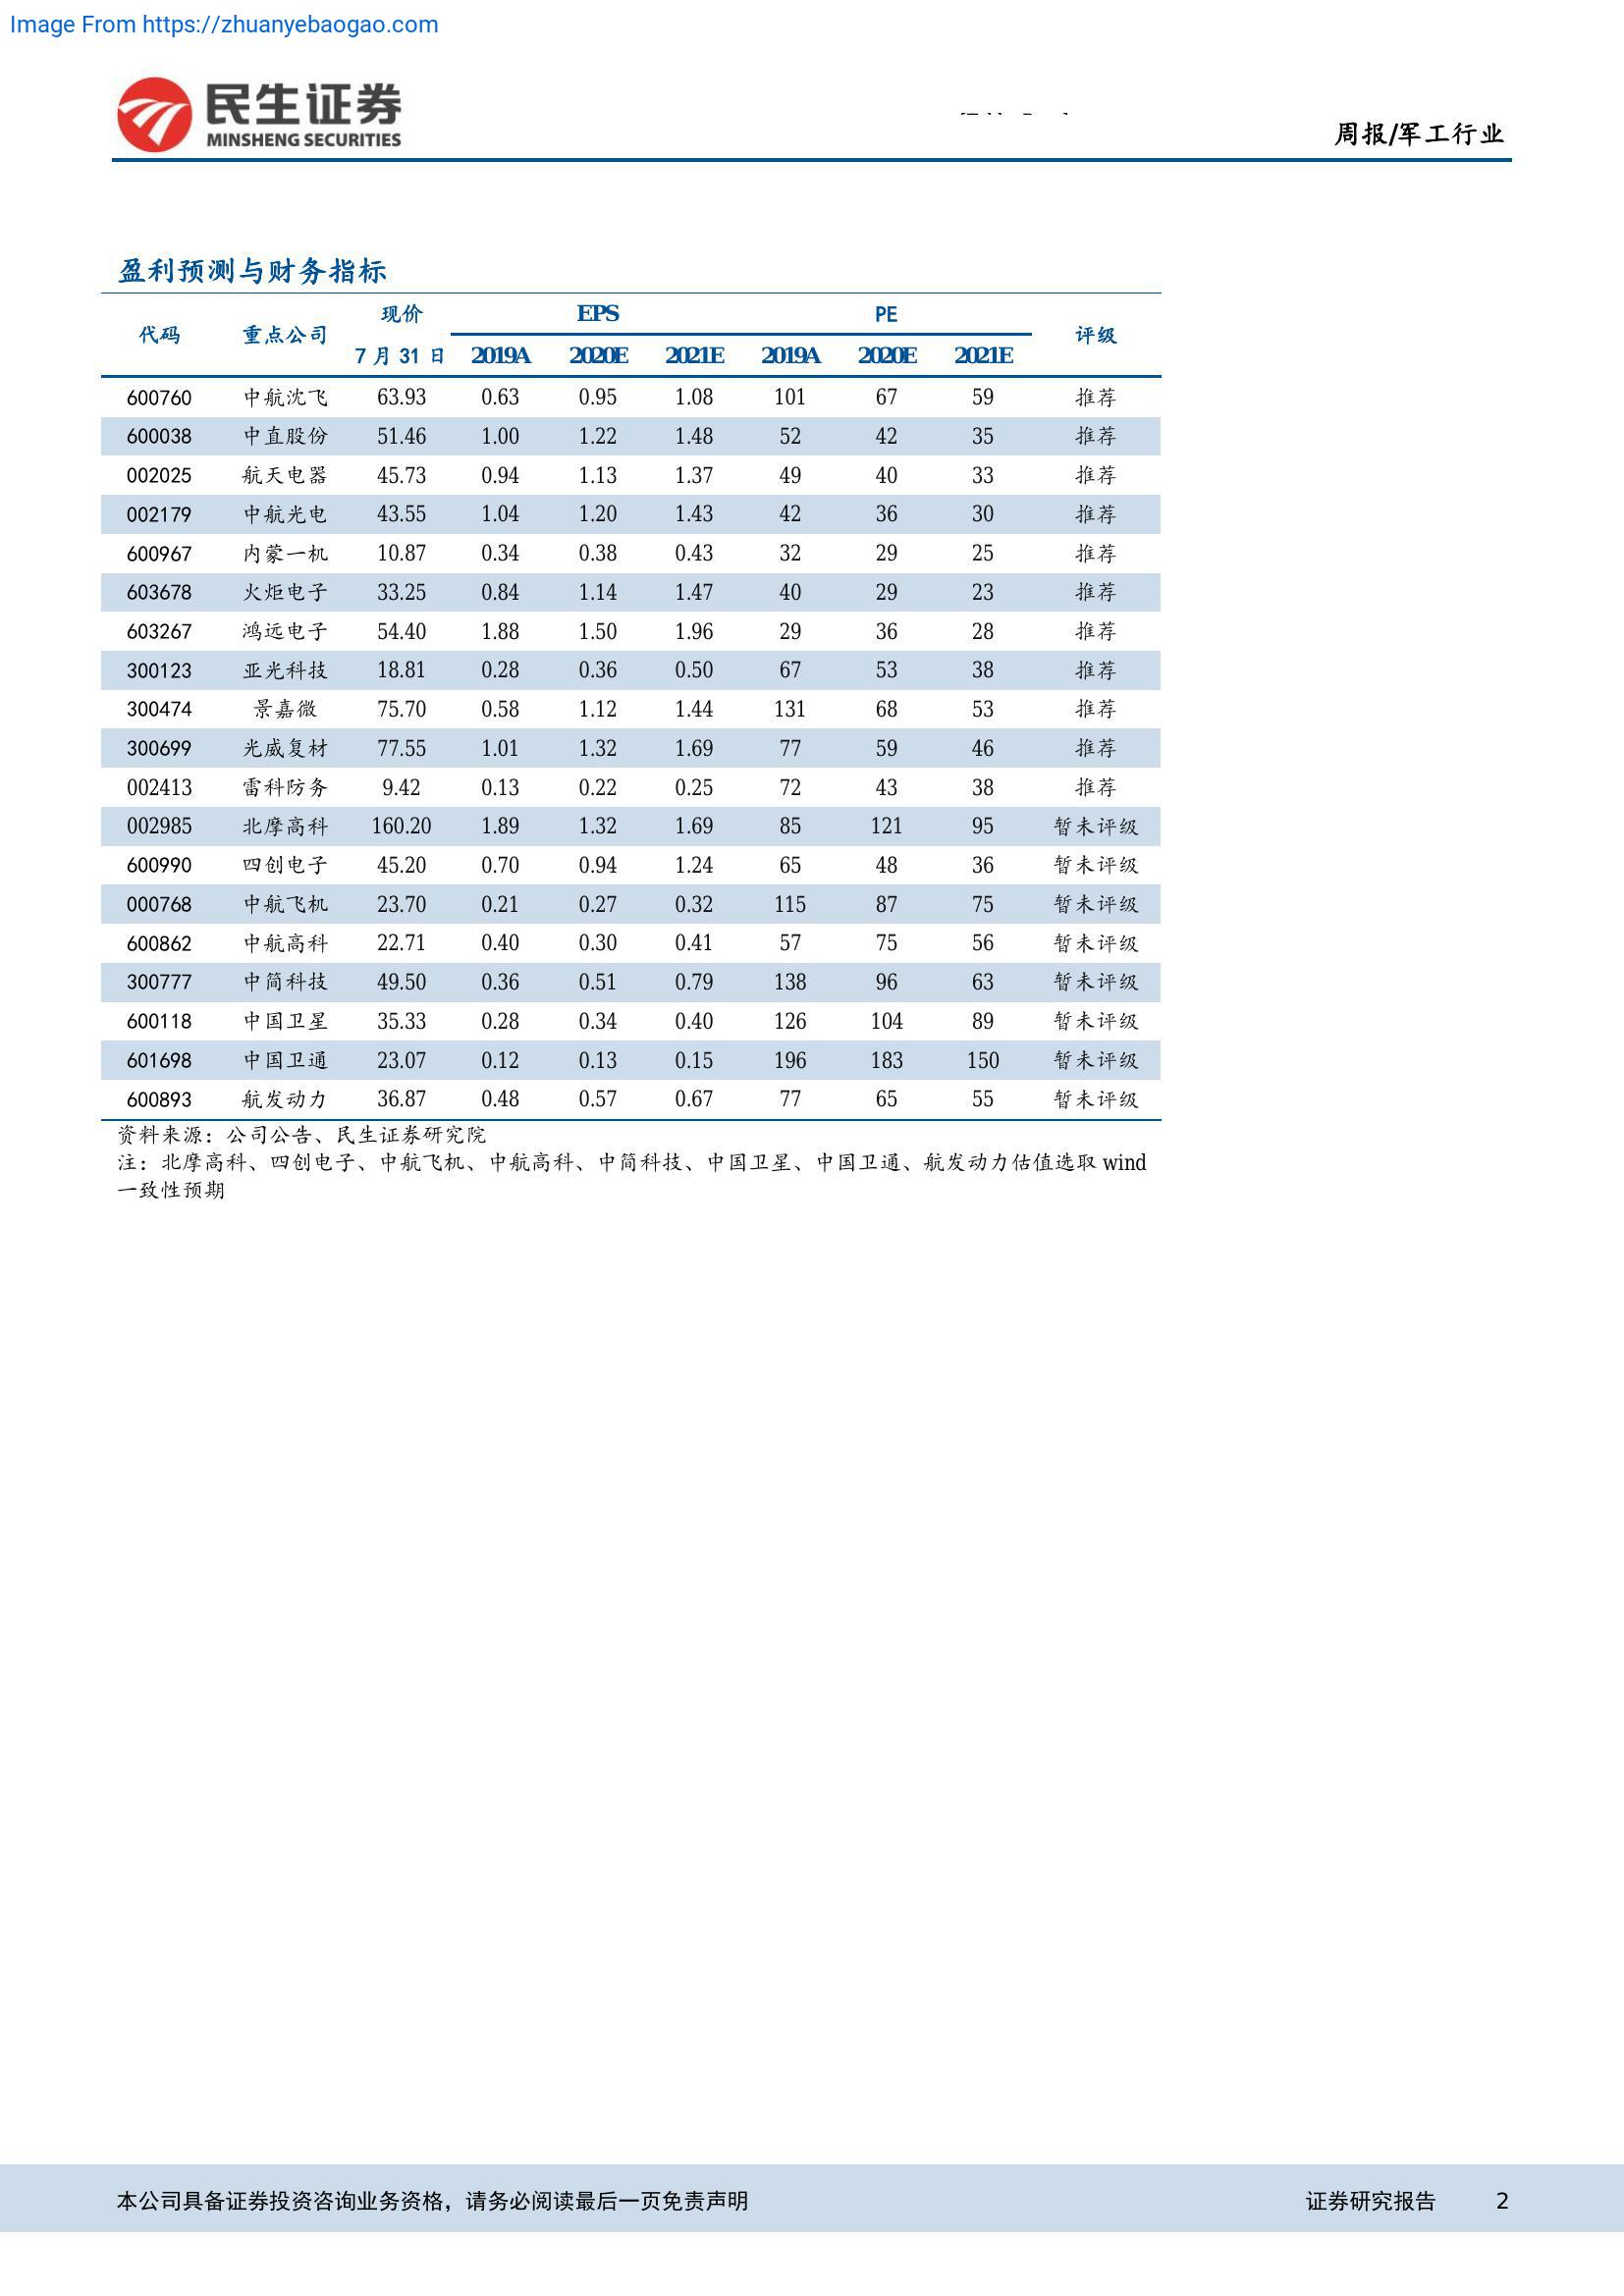 Image From https://zhuanyebaogao.com
民生证券
MINSHENG SECURITIES
周报/军工行业
盈利预测与财务指标
代码 重点公司 现价 EPS PE 评级
7 月 31 日 2019A 2020E 2021E 2019A 2020E 2021E
600760 中航沈飞 63.93 0.63 0.95 1.08 101 67 59 推荐
600038 中直股份 51.46 1.00 1.22 1.48 52 42 35 推荐
002025 航天电器 45.73 0.94 1.13 1.37 49 40 33 推荐
002179 中航光电 43.55 1.04 1.20 1.43 42 36 30 推荐
600967 内蒙一机 10.87 0.34 0.38 0.43 32 29 25 推荐
603678 火炬电子 33.25 0.84 1.14 1.47 40 29 23 推荐
603267 鸿远电子 54.40 1.88 1.50 1.96 29 36 28 推荐
300123 亚光科技 18.81 0.28 0.36 0.50 67 53 38 推荐
300474 景嘉微 75.70 0.58 1.12 1.44 131 68 53 推荐
300699 光威复材 77.55 1.01 1.32 1.69 77 59 46 推荐
002413 雷科防务 9.42 0.13 0.22 0.25 72 43 38 推荐
002985 北摩高科 160.20 1.89 1.32 1.69 85 121 95 暂未评级
600990 四创电子 45.20 0.70 0.94 1.24 65 48 36 暂未评级
000768 中航飞机 23.70 0.21 0.27 0.32 115 87 75 暂未评级
600862 中航高科 22.71 0.40 0.30 0.41 57 75 56 暂未评级
300777 中简科技 49.50 0.36 0.51 0.79 138 96 63 暂未评级
600118 中国卫星 35.33 0.28 0.34 0.40 126 104 89 暂未评级
601698 中国卫通 23.07 0.12 0.13 0.15 196 183 150 暂未评级
600893 航发动力 36.87 0.48 0.57 0.67 77 65 55 暂未评级
资料来源：公司公告、民生证券研究院
注：北摩高科、四创电子、中航飞机、中航高科、中简科技、中国卫星、中国卫通、航发动力估值选取 wind
一致性预期
本公司具备证券投资咨询业务资格，请务必阅读最后一页免责声明 证券研究报告 2